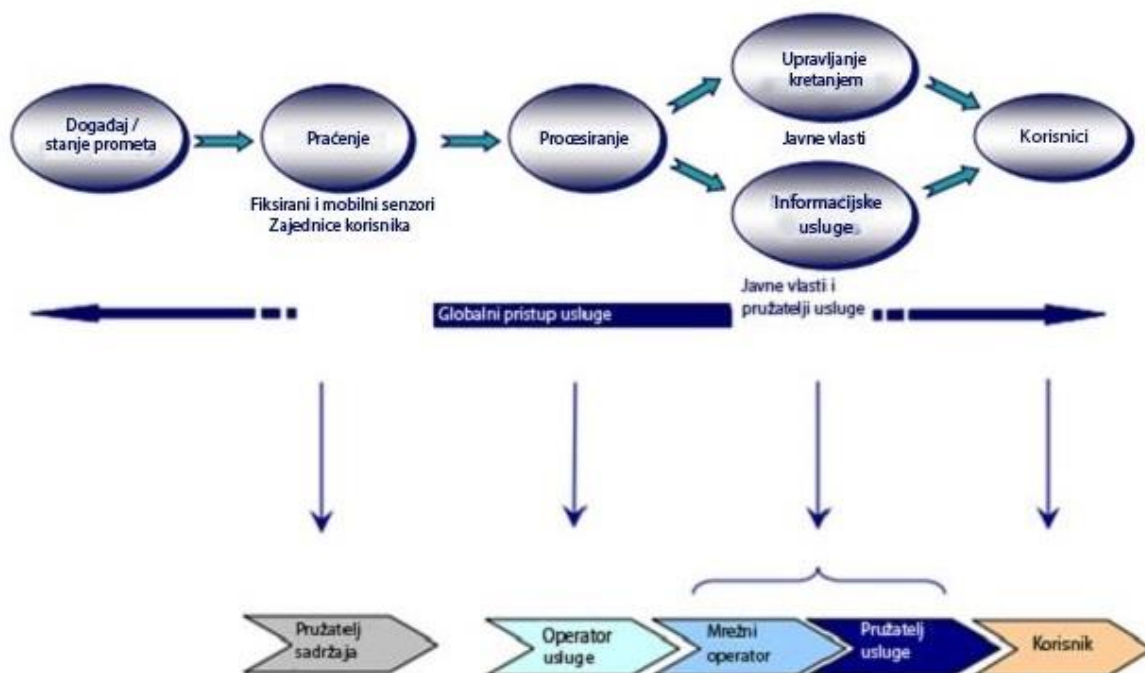 Događaj /
stanje prometa
Praćenje
Fiksirani i mobilni senzori
Zajednice korisnika
Procesiranje
Upravljanje
kretanjem
Javne vlasti
Informacijske
usluge
Javne vlasti i
pružatelji usluge
Korisnici
Globalni pristup usluge
Pružatelj
sadržaja
Operator
usluge
Mrežni
operator
Pružatelj
usluge
Korisnik